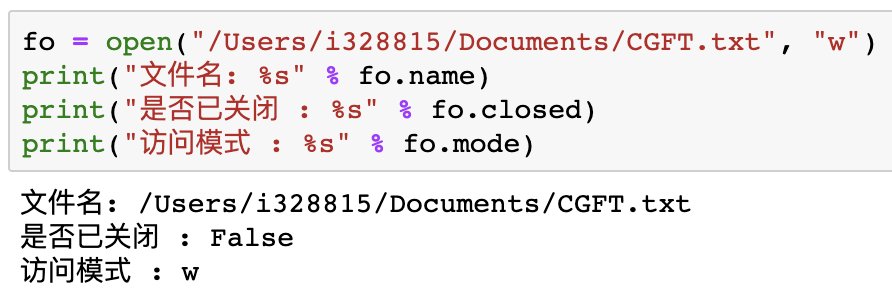 fo = open("/Users/i328815/Documents/CGFT.txt", "w")
print("文件名: %s" % fo.name)
print("是否已关闭 : %s" % fo.closed)
print("访问模式 : %s" % fo.mode)
文件名: /Users/i328815/Documents/CGFT.txt
是否已关闭 : False
访问模式 : w